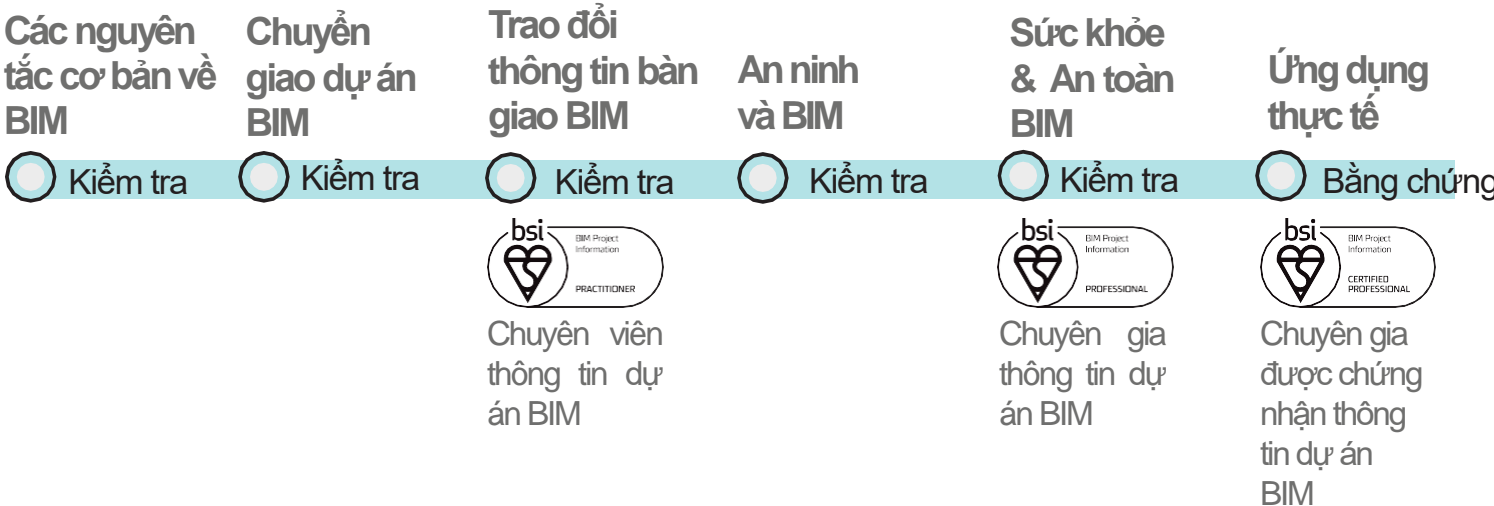 Các nguyên
tắc cơ bản về
BIM
Chuyển
giao dự án
BIM
Trao đổi
thông tin bàn
giao BIM
An ninh
và BIM
Sức khỏe
& An toàn
BIM
Ứng dụng
thực tế
Kiểm tra
Kiểm tra
Kiểm tra
Kiểm tra
Kiểm tra
Bằng chứng
bsi
BIM Project
Information
PRACTITIONER
Chuyên viên
thông tin dự
án BIM
bsi
BIM Project
Information
PROFESSIONAL
Chuyên gia
thông tin dự
án BIM
bsi
BIM Project
Information
CERTIFIED
PROFESSIONAL
Chuyên gia
được chứng
nhận thông
tin dự án
BIM